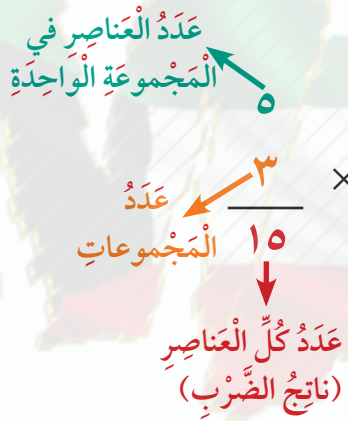 عَدَدُ الْعَناصِرِ في
الْمَجْموعَةِ الْواحِدَةِ
٥
× ٣
عَدَدُ
الْمَجْموعاتِ
١٥
عَدَدُ كُلِّ الْعَناصِرِ
(ناتِجُ الضَّرْبِ)